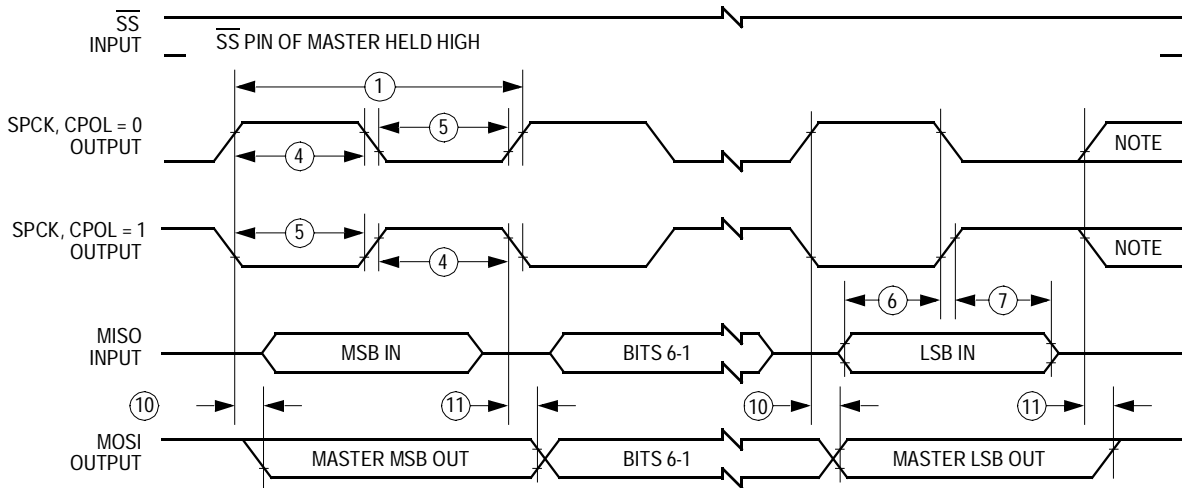 SS
INPUT
SS PIN OF MASTER HELD HIGH
1
SPCK, CPOL = 0
OUTPUT
5
4
NOTE
SPCK, CPOL = 1
OUTPUT
5
4
NOTE
6
7
MISO
INPUT
MSB IN
BITS 6-1
LSB IN
10
11
10
11
MOSI
OUTPUT
MASTER MSB OUT
BITS 6-1
MASTER LSB OUT